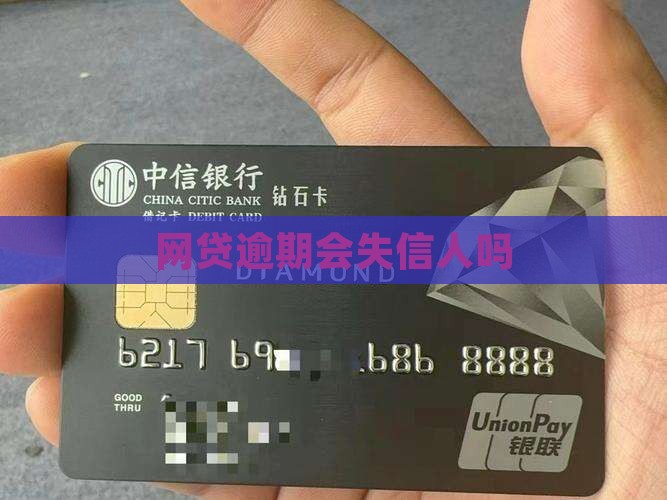 中信银行
CHINA CITIC BANK 钻石卡
借记卡 DEBIT CARD
网贷逾期会失信人吗
DIAMOND
6217 69 686 8888
GOOD
THRU
UnionPay
银联